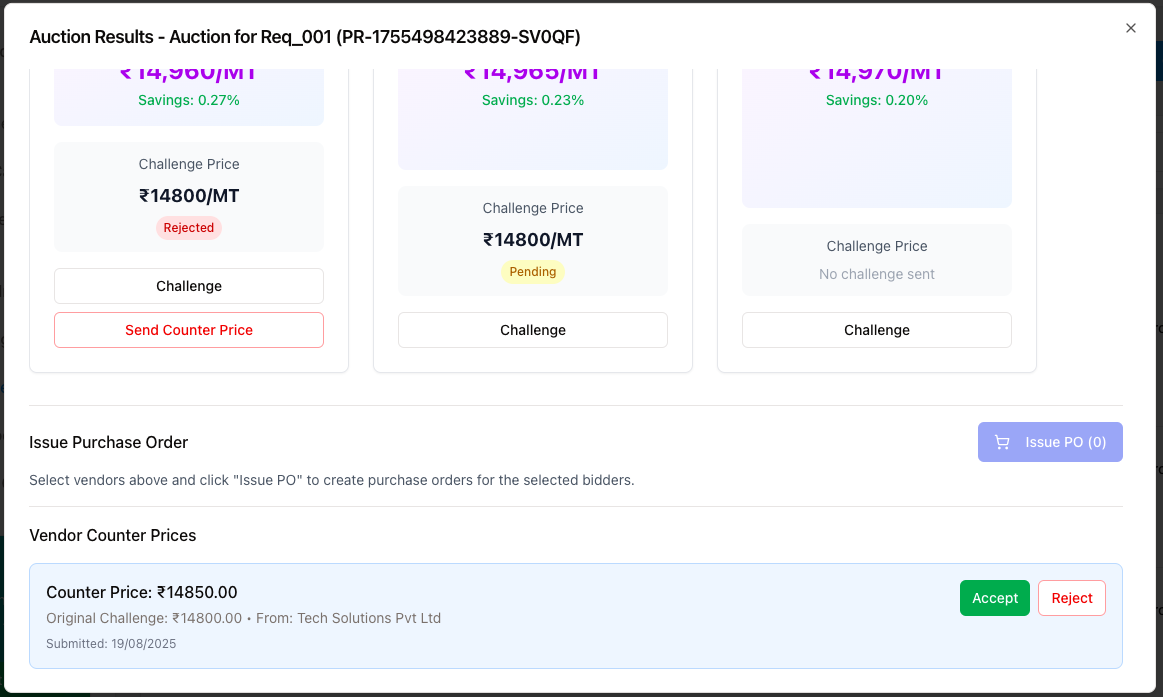 Auction Results - Auction for Req_001 (PR-1755498423889-SV0QF)
₹14,960/MT
Savings: 0.27%
Challenge Price
₹14800/MT
Rejected
Challenge
Send Counter Price
₹14,965/MT
Savings: 0.23%
Challenge Price
₹14800/MT
Pending
Challenge
₹14,970/MT
Savings: 0.20%
Challenge Price
No challenge sent
Challenge
Issue Purchase Order
Issue PO (0)
Select vendors above and click "Issue PO" to create purchase orders for the selected bidders.
Vendor Counter Prices
Counter Price: ₹14850.00
Original Challenge: ₹14800.00 • From: Tech Solutions Pvt Ltd
Submitted: 19/08/2025
Accept
Reject